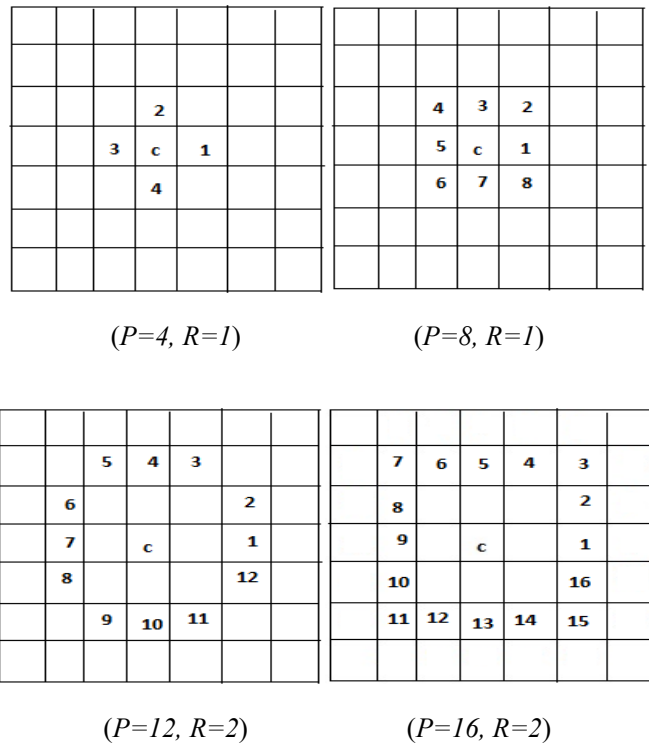 2
3 c 1
4
4 3 2
5 c 1
6 7 8
(P=4, R=1)
(P=8, R=1)
5 4 3
6 2
7 c 1
8 12
9 10 11
7 6 5 4 3
8 2
9 c 1
10 16
11 12 13 14 15
(P=12, R=2)
(P=16, R=2)